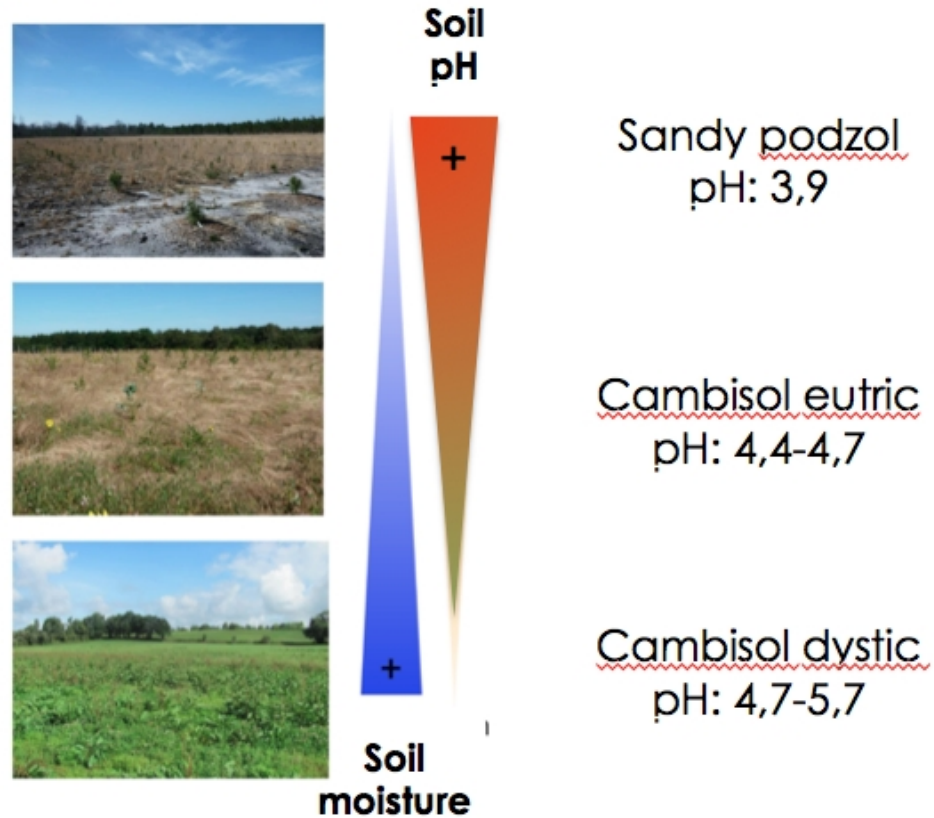 Soil
pH
+
Sandy podzol
pH: 3,9
Cambisol eutric
pH: 4,4-4,7
Cambisol dystic
pH: 4,7-5,7
+
Soil
moisture